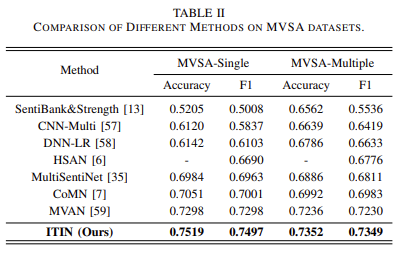 TABLE II
COMPARISON OF DIFFERENT METHODS ON MVSA DATASETS.
Method MVSA-Single MVSA-Multiple
Accuracy F1 Accuracy F1
SentiBank&Strength [13] 0.5205 0.5008 0.6562 0.5536
CNN-Multi [57] 0.6120 0.5837 0.6639 0.6419
DNN-LR [58] 0.6142 0.6103 0.6786 0.6633
HSAN [6] - 0.6690 - 0.6776
MultiSentiNet [35] 0.6984 0.6963 0.6886 0.6811
CoMN [7] 0.7051 0.7001 0.6992 0.6983
MVAN [59] 0.7298 0.7298 0.7236 0.7230
ITIN (Ours) 0.7519 0.7497 0.7352 0.7349